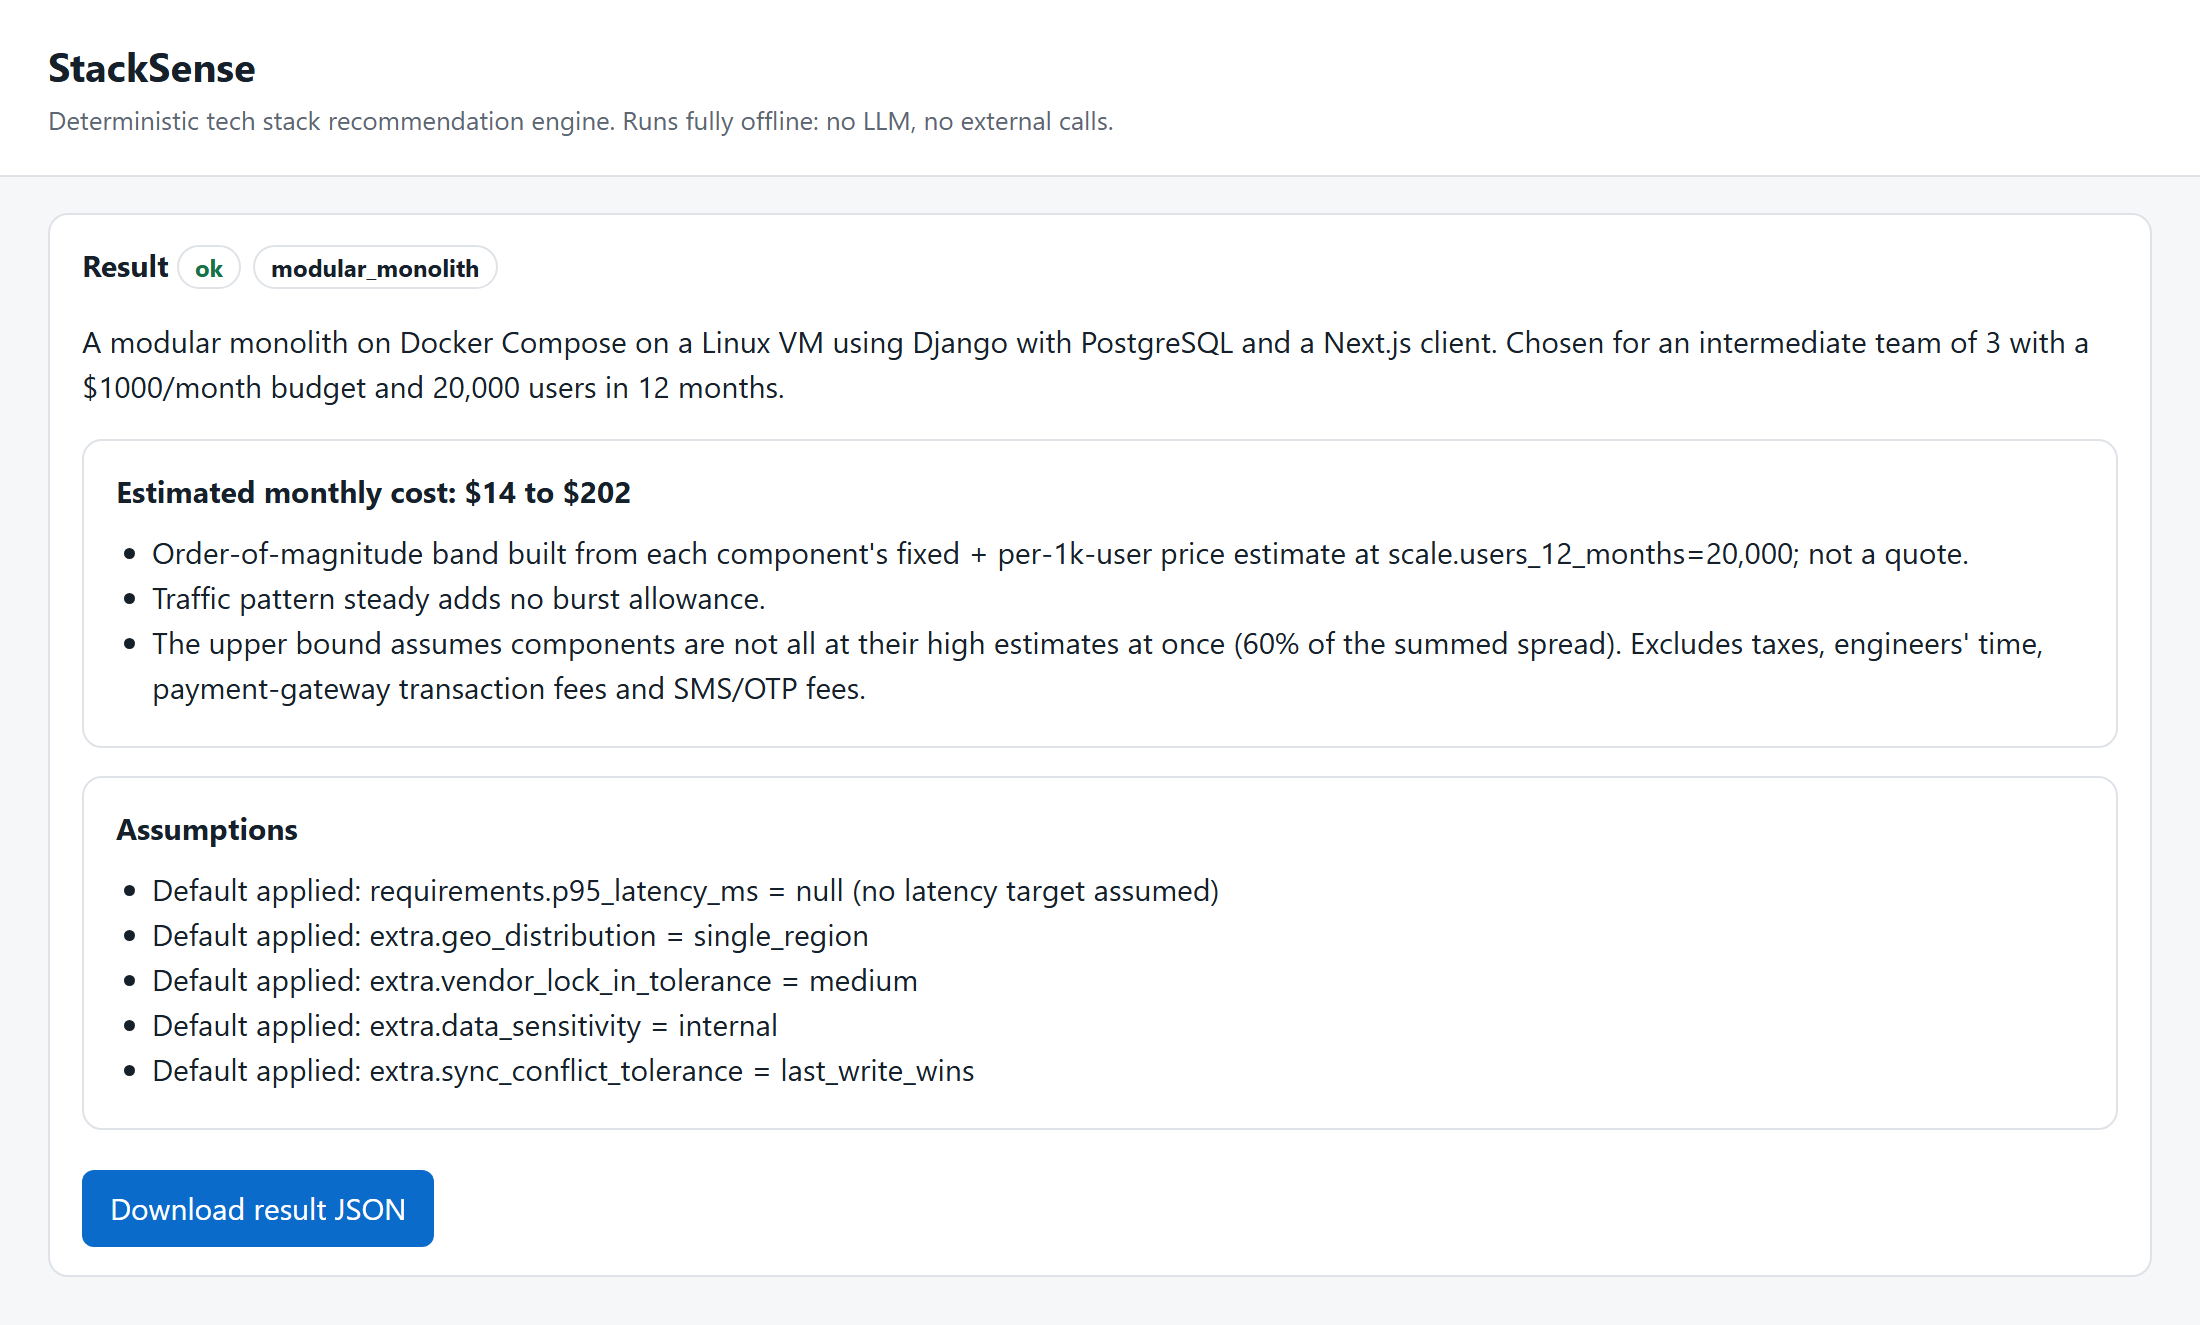 StackSense
Deterministic tech stack recommendation engine. Runs fully offline: no LLM, no external calls.
Result ok modular_monolith
A modular monolith on Docker Compose on a Linux VM using Django with PostgreSQL and a Next.js client. Chosen for an intermediate team of 3 with a
$1000/month budget and 20,000 users in 12 months.
Estimated monthly cost: $14 to $202
• Order-of-magnitude band built from each component's fixed + per-1k-user price estimate at scale.users_12_months=20,000; not a quote.
• Traffic pattern steady adds no burst allowance.
• The upper bound assumes components are not all at their high estimates at once (60% of the summed spread). Excludes taxes, engineers' time,
payment-gateway transaction fees and SMS/OTP fees.
Assumptions
• Default applied: requirements.p95_latency_ms = null (no latency target assumed)
• Default applied: extra.geo_distribution = single_region
• Default applied: extra.vendor_lock_in_tolerance = medium
• Default applied: extra.data_sensitivity = internal
• Default applied: extra.sync_conflict_tolerance = last_write_wins
Download result JSON